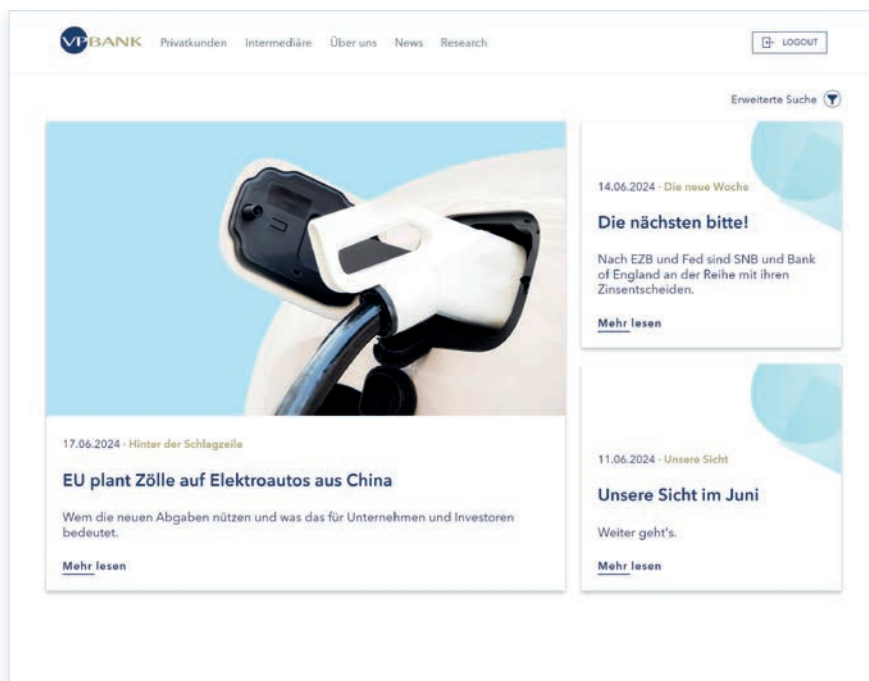 VPBANK Privatkunden Intermediäre Über uns News Research LOGOUT
Erweiterte Suche
17.06.2024 · Hinter der Schlagzeile
EU plant Zölle auf Elektroautos aus China
Wem die neuen Abgaben nützen und was das für Unternehmen und Investoren
bedeutet.
Mehr lesen
14.06.2024 · Die neue Woche
Die nächsten bitte!
Nach EZB und Fed sind SNB und Bank
of England an der Reihe mit ihren
Zinsentscheiden.
Mehr lesen
11.06.2024 · Unsere Sicht
Unsere Sicht im Juni
Weiter geht's.
Mehr lesen